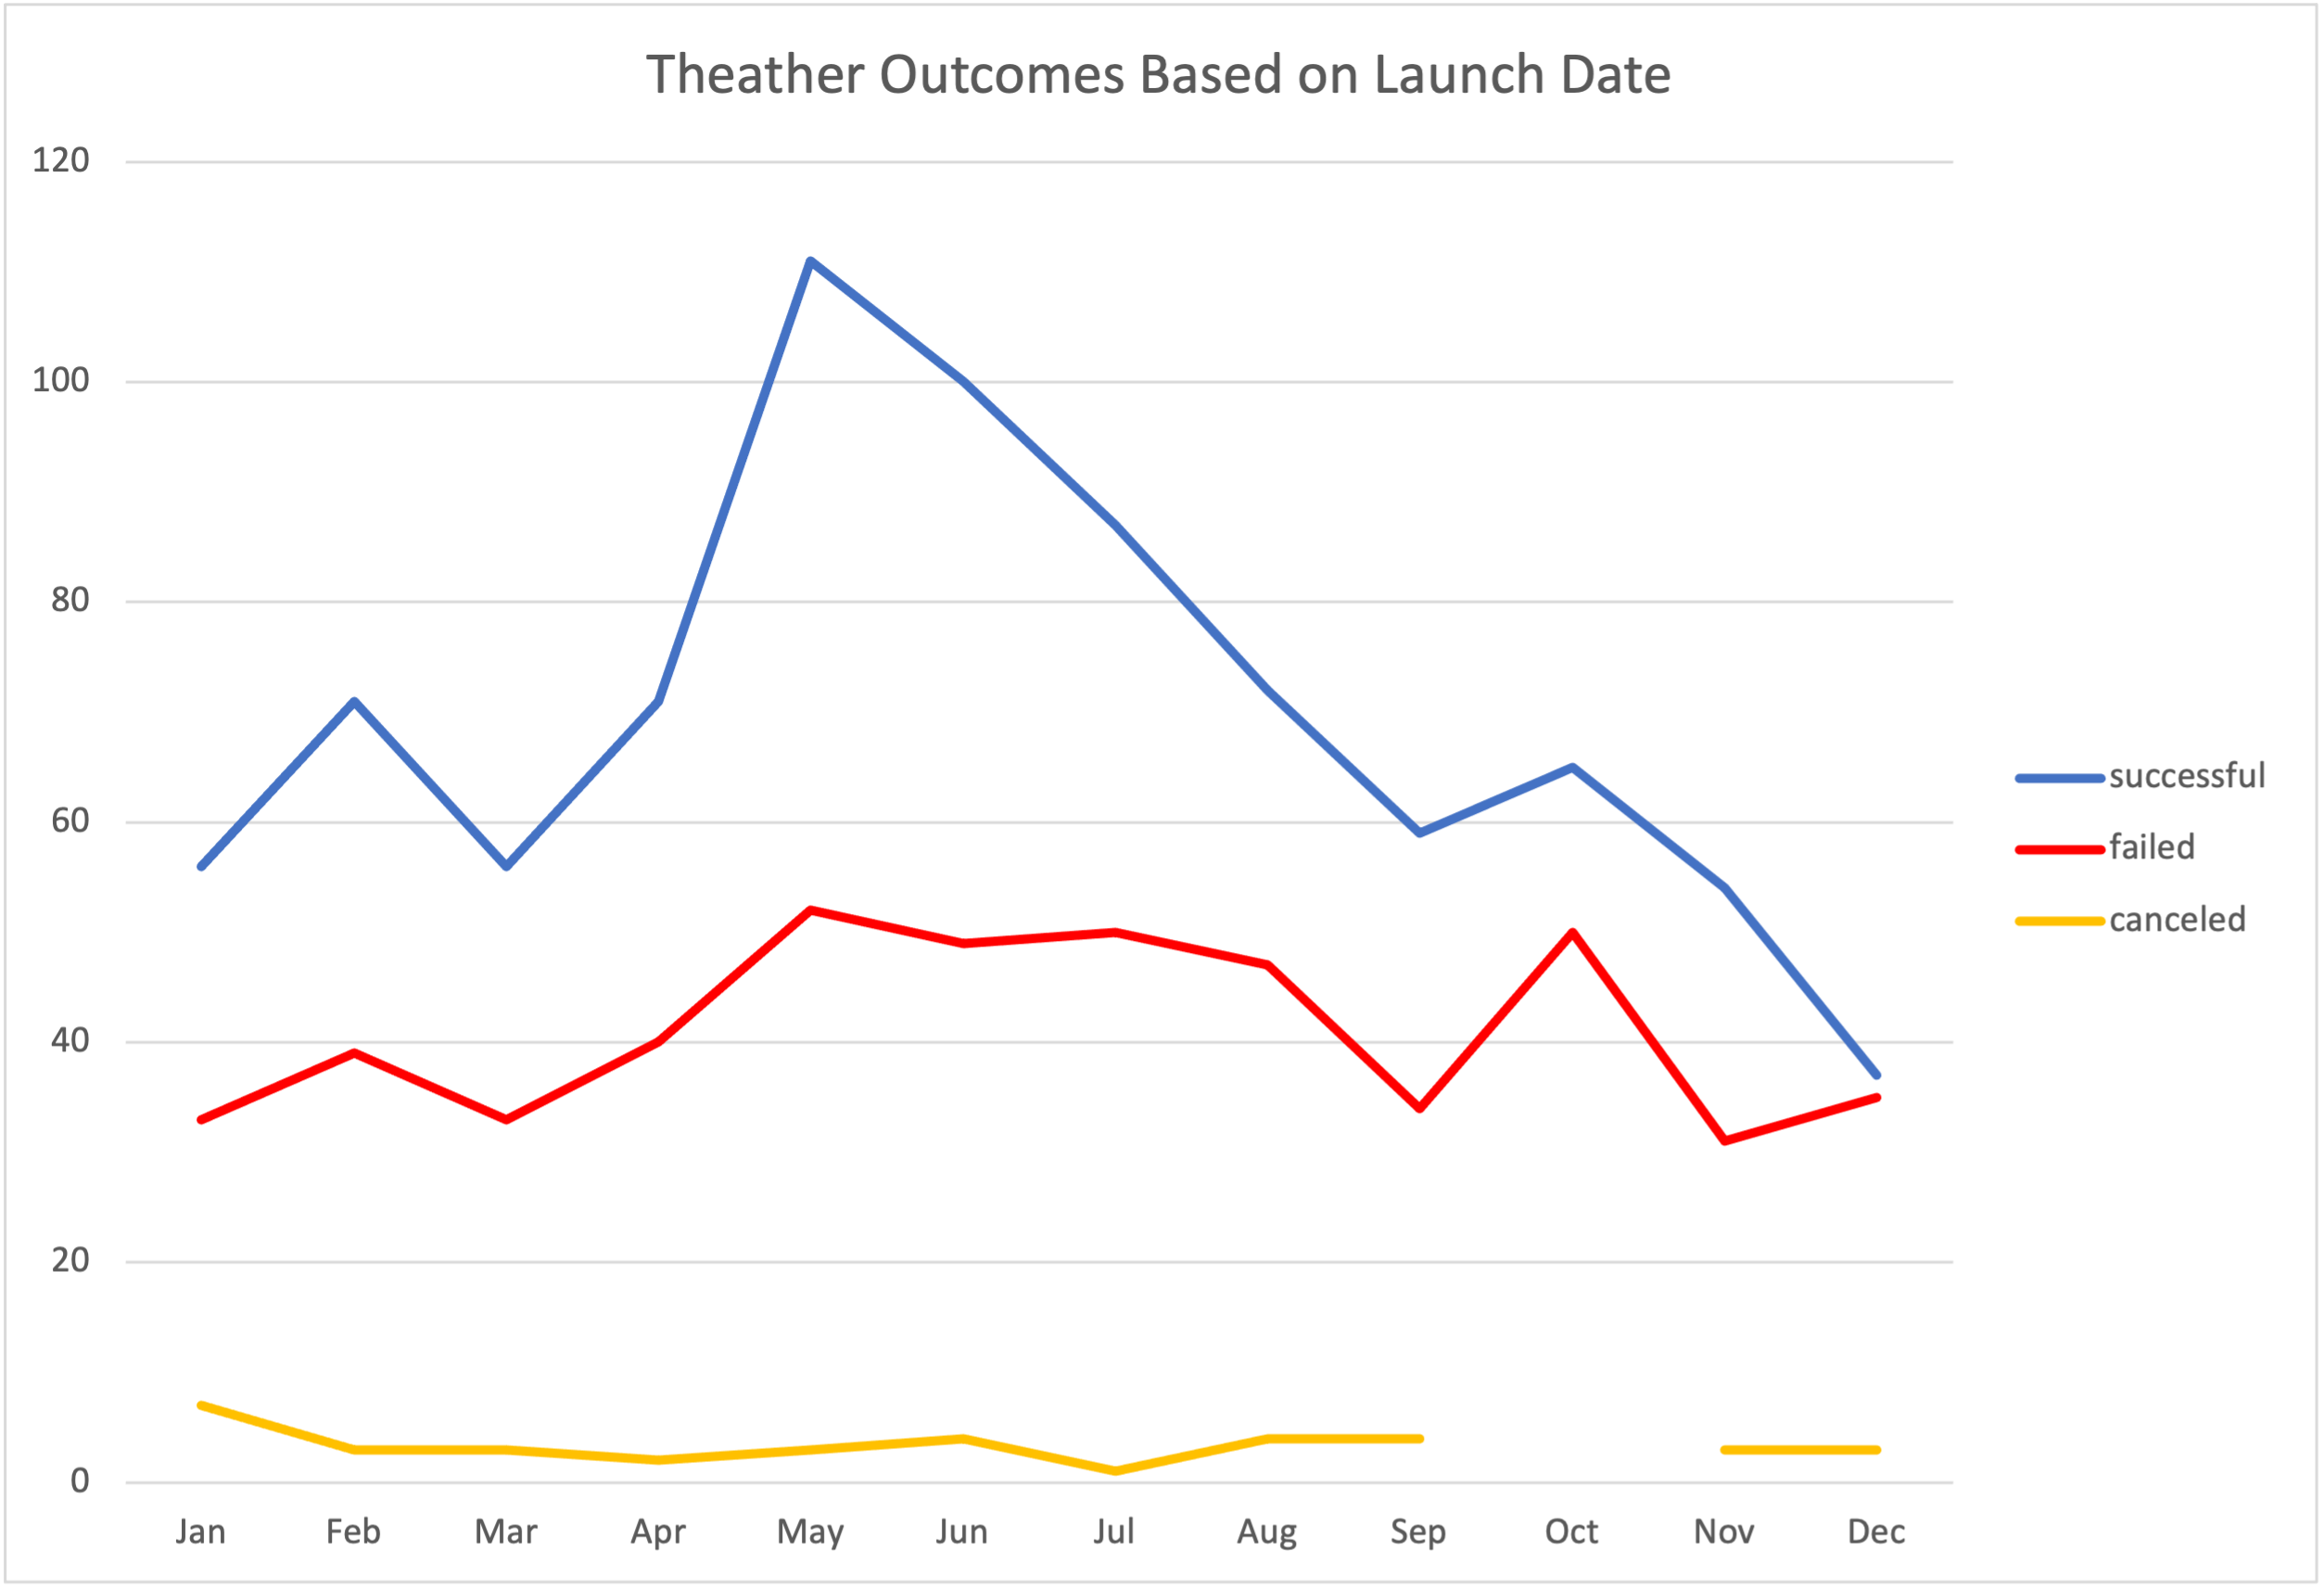 Theather Outcomes Based on Launch Date
120
100
80
60
40
20
0
Jan Feb Mar Apr May Jun Jul Aug Sep Oct Nov Dec
successful
failed
canceled